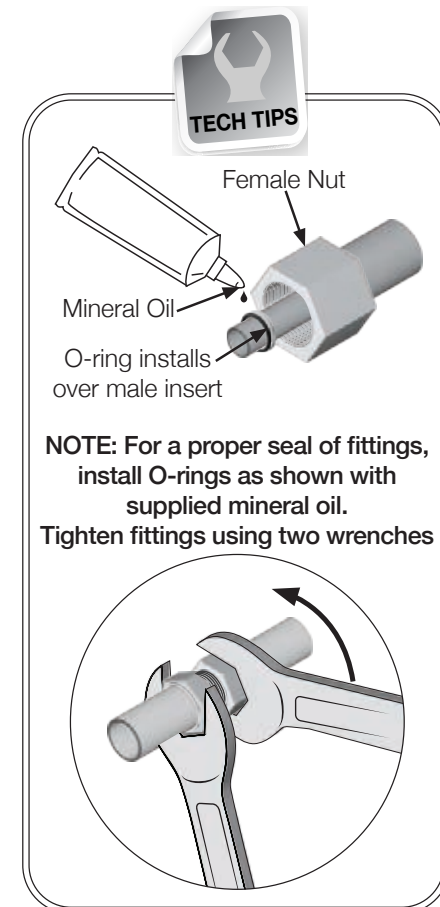 TECH TIPS
Female Nut
Mineral Oil
O-ring installs
over male insert
NOTE: For a proper seal of fittings,
install O-rings as shown with
supplied mineral oil.
Tighten fittings using two wrenches